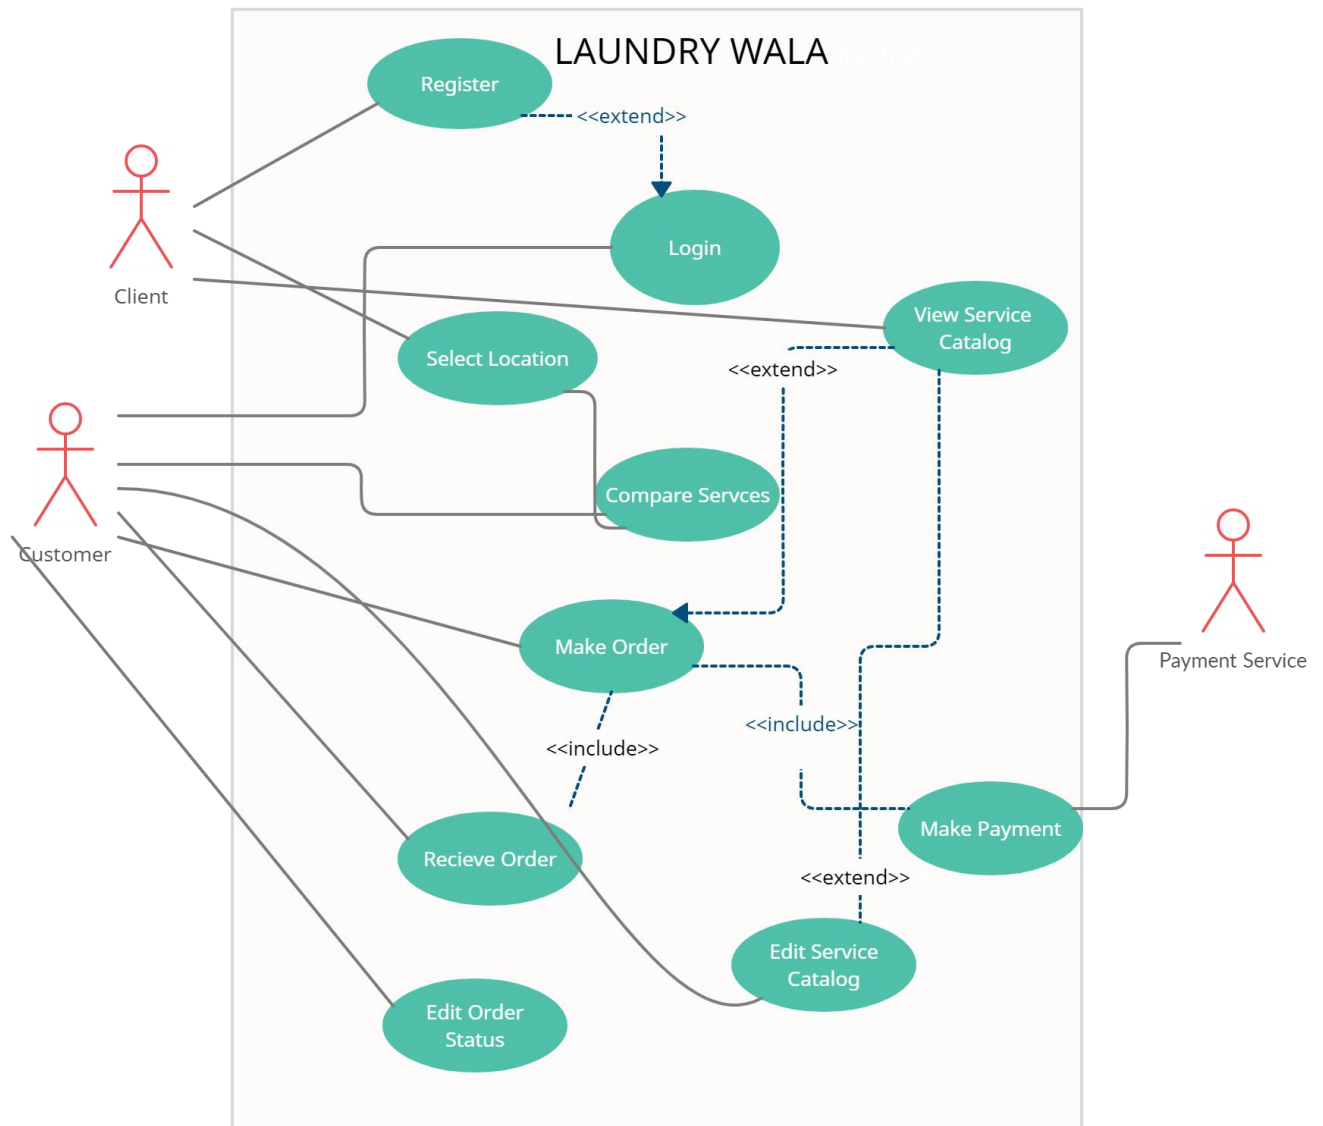 LAUNDRY WALA
Register
<<extend>>
Login
Client
View Service
Catalog
Select Location
<<extend>>
Compare Servces
Customer
Make Order
Payment Service
<<include>>
<<include>>
Make Payment
Recieve Order
<<extend>>
Edit Service
Catalog
Edit Order
Status